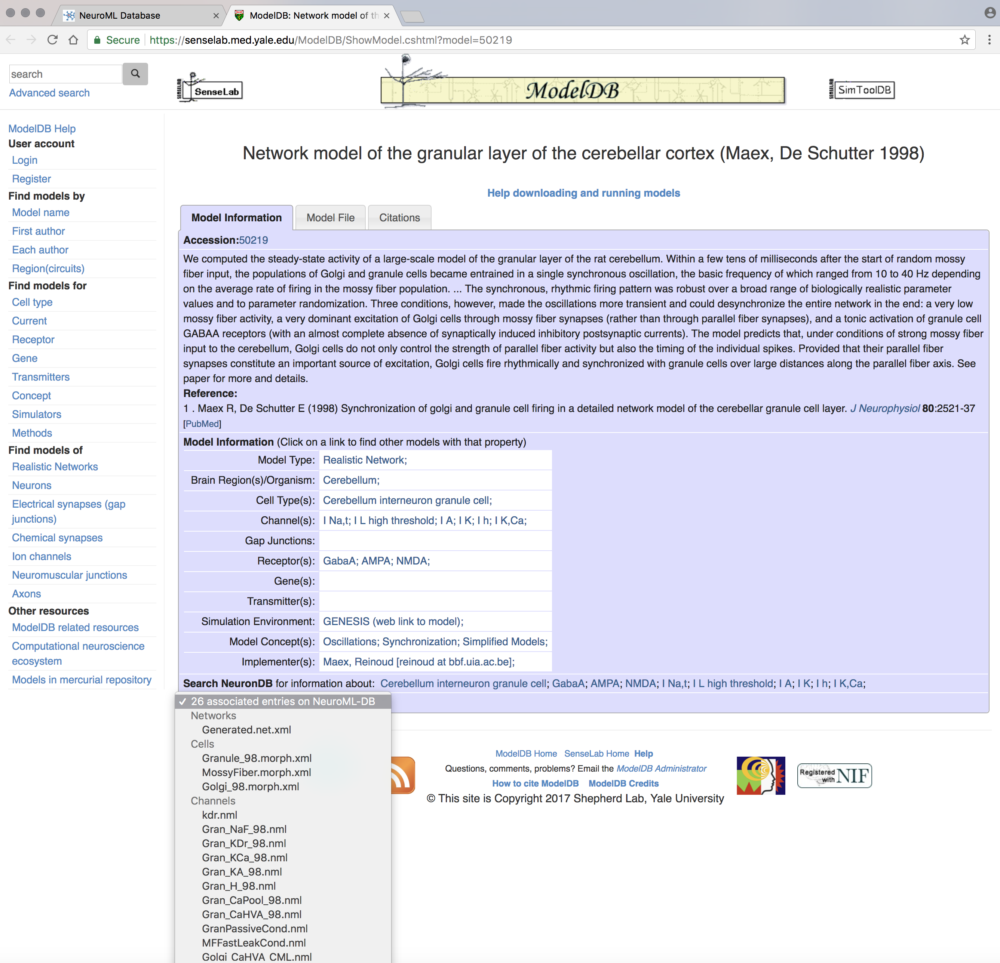 NeuroML Database
ModelDB: Network model of th
Secure
https://senselab.med.yale.edu/ModelDB/ShowModel.cshtml?model=50219
search
Advanced search
SENSELAB
SenseLab
ModelDB
SENSELAB
SimToolDB
ModelDB Help
User account
Login
Register
Find models by
Model name
First author
Each author
Region(circuits)
Find models for
Cell type
Current
Receptor
Gene
Transmitters
Concept
Simulators
Methods
Find models of
Realistic Networks
Neurons
Electrical synapses (gap
junctions)
Chemical synapses
Ion channels
Neuromuscular junctions
Axons
Other resources
ModelDB related resources
Computational neuroscience
ecosystem
Models in mercurial repository
Network model of the granular layer of the cerebellar cortex (Maex, De Schutter 1998)
Help downloading and running models
Model Information
Model File
Citations
Accession:50219
We computed the steady-state activity of a large-scale model of the granular layer of the rat cerebellum. Within a few tens of milliseconds after the start of random mossy
fiber input, the populations of Golgi and granule cells became entrained in a single synchronous oscillation, the basic frequency of which ranged from 10 to 40 Hz depending
on the average rate of firing in the mossy fiber population. ... The synchronous, rhythmic firing pattern was robust over a broad range of biologically realistic parameter
values and to parameter randomization. Three conditions, however, made the oscillations more transient and could desynchronize the entire network in the end: a very low
mossy fiber activity, a very dominant excitation of Golgi cells through mossy fiber synapses (rather than through parallel fiber synapses), and a tonic activation of granule cell
GABAA receptors (with an almost complete absence of synaptically induced inhibitory postsynaptic currents). The model predicts that, under conditions of strong mossy fiber
input to the cerebellum, Golgi cells do not only control the strength of parallel fiber activity but also the timing of the individual spikes. Provided that their parallel fiber
synapses constitute an important source of excitation, Golgi cells fire rhythmically and synchronized with granule cells over large distances along the parallel fiber axis. See
paper for more and details.
Reference:
1 . Maex R, De Schutter E (1998) Synchronization of golgi and granule cell firing in a detailed network model of the cerebellar granule cell layer. J Neurophysiol 80:2521-37
[PubMed]
Model Information (Click on a link to find other models with that property)
Model Type: Realistic Network;
Brain Region(s)/Organism: Cerebellum;
Cell Type(s): Cerebellum interneuron granule cell;
Channel(s): I Na,t; I L high threshold; I A; I K; I h; I K,Ca;
Gap Junctions:
Receptor(s): GabaA; AMPA; NMDA;
Gene(s):
Transmitter(s):
Simulation Environment: GENESIS (web link to model);
Model Concept(s): Oscillations; Synchronization; Simplified Models;
Implementer(s): Maex, Reinoud [reinoud at bbf.uia.ac.be];
Search NeuronDB for information about: Cerebellum interneuron granule cell; GabaA; AMPA; NMDA; I Na,t; I L high threshold; I A; I K; I h; I K,Ca;
✓ 26 associated entries on NeuroML-DB
Networks
Generated.net.xml
Cells
Granule_98.morph.xml
MossyFiber.morph.xml
Golgi_98.morph.xml
Channels
kdr.nml
Gran_NaF_98.nml
Gran_KDr_98.nml
Gran_KCa_98.nml
Gran_KA_98.nml
Gran_H_98.nml
Gran_CaPool_98.nml
Gran_CaHVA_98.nml
GranPassiveCond.nml
MFFastLeakCond.nml
Golgi_CaHVA_CML.nml
ModelDB Home SenseLab Home Help
Questions, comments, problems? Email the ModelDB Administrator
How to cite ModelDB ModelDB Credits
© This site is Copyright 2017 Shepherd Lab, Yale University
Registered
with NIF